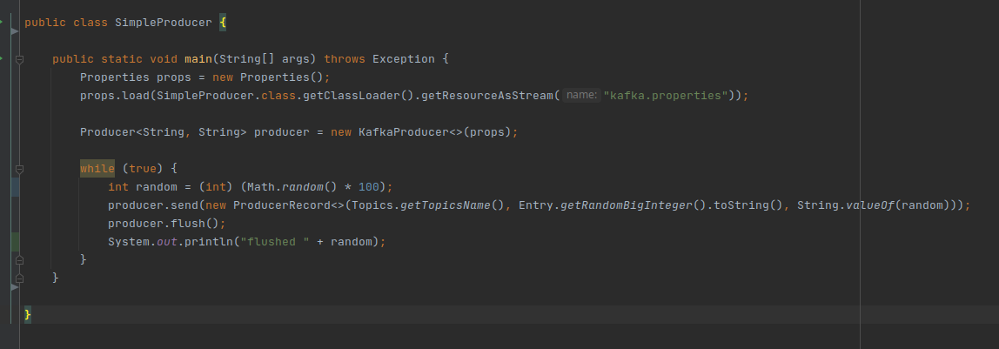 public class SimpleProducer {
public static void main(String[] args) throws Exception {
Properties props = new Properties();
props.load(SimpleProducer.class.getClassLoader().getResourceAsStream( name: "kafka.properties"));
Producer<String, String> producer = new KafkaProducer<>(props);
while (true) {
int random = (int) (Math.random() * 100);
producer.send(new ProducerRecord<>(Topics.getTopicsName(), Entry.getRandomBigInteger().toString(), String.valueOf(random)));
producer.flush();
System.out.println("flushed " + random);
}
}
}